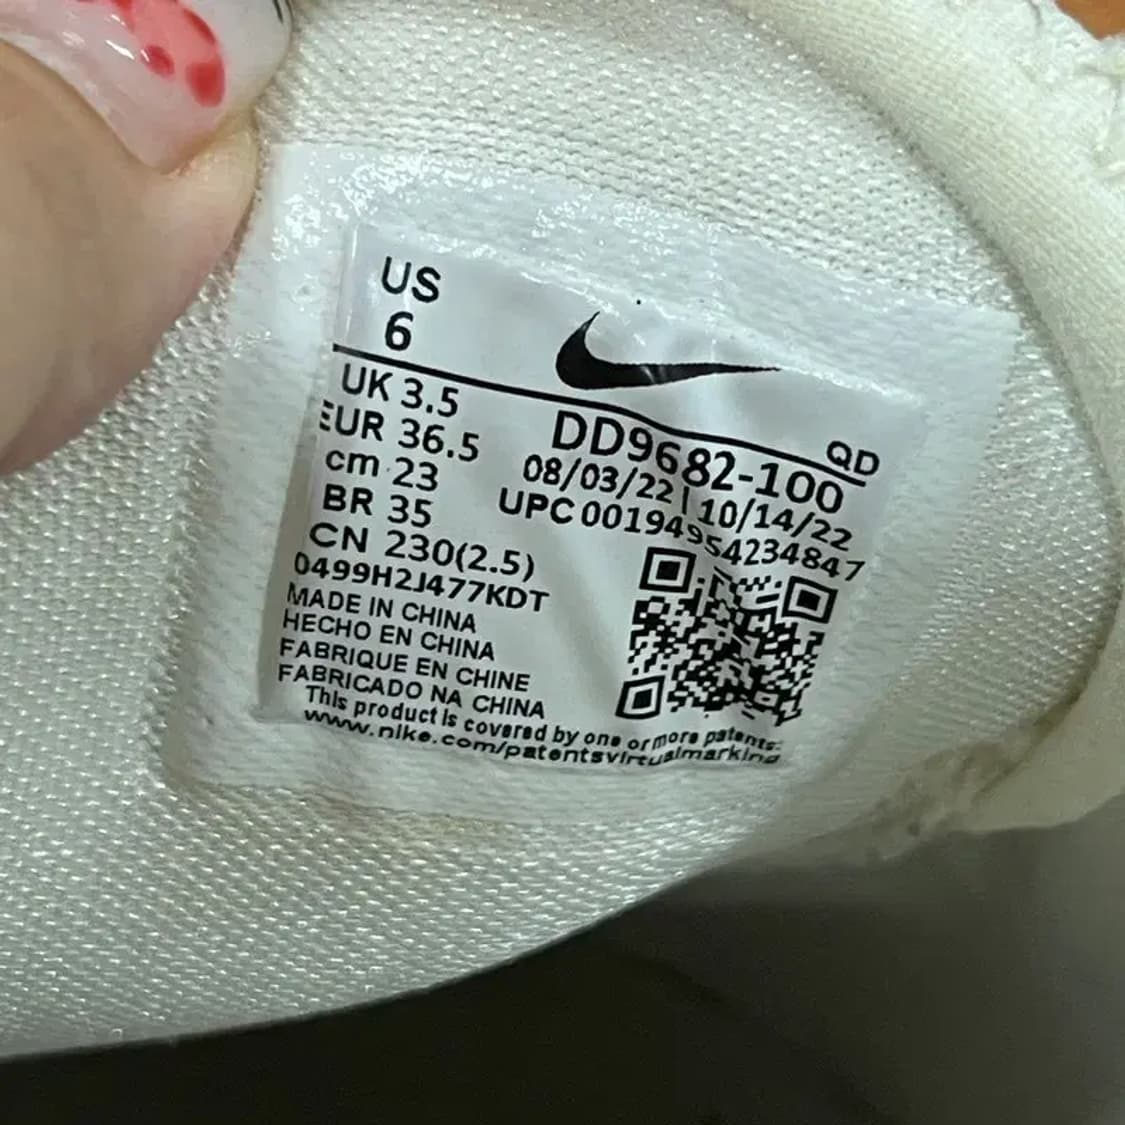 US
6
UK 3.5
EUR 36.5
cm 23
BR 35
CN 230(2.5)
0499H2J477KDT
MADE IN CHINA
HECHO EN CHINA
FABRIQUE EN CHINE
FABRICADO NA CHINA
This product is covered by one or more patents:
www.nike.com/patentsvirtualmarking
QD
DD9682-100
08/03/22 | 10/14/22
UPC 00194954234847